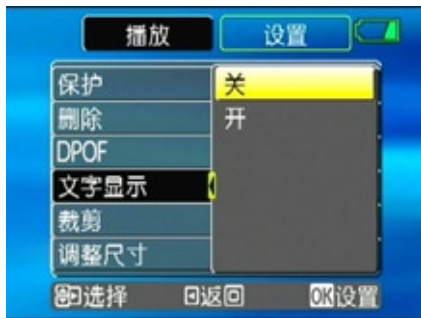 播放 设置
保护 关
删除 开
DPOF
文字显示
裁剪
调整尺寸
选择 返回 OK设置